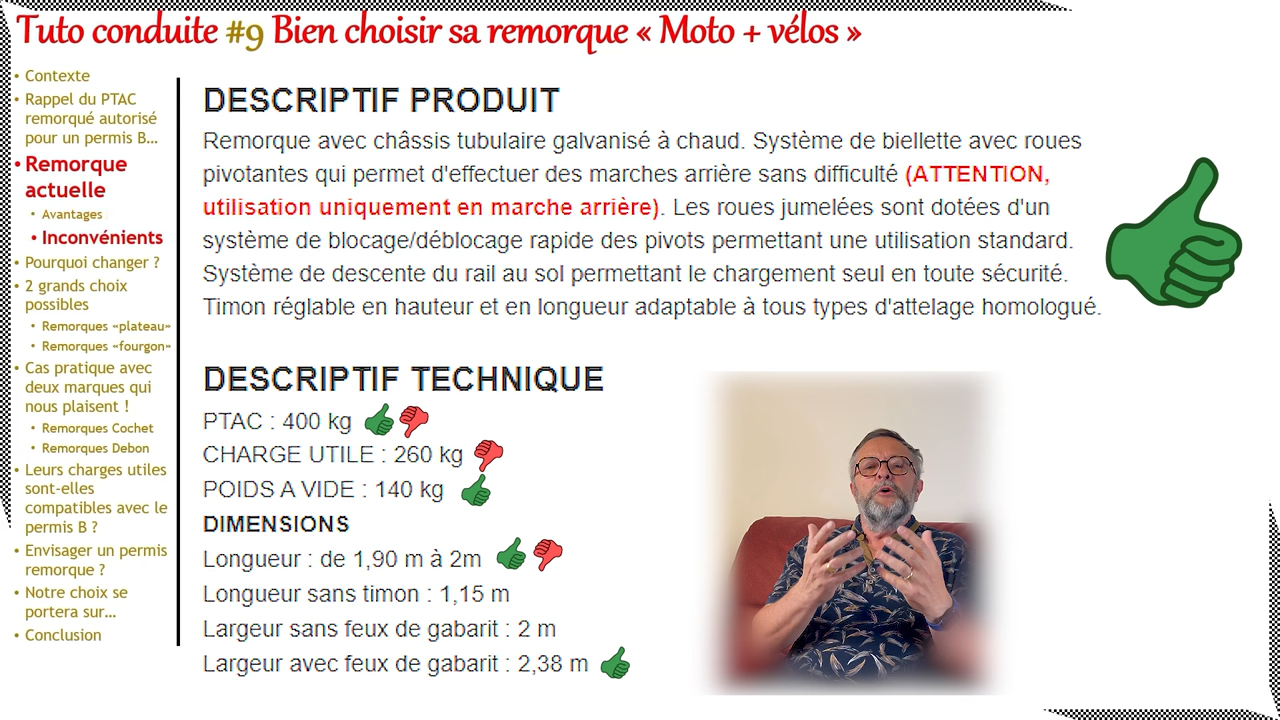 Tuto conduite #9 Bien choisir sa remorque « Moto + vélos »
• Contexte
• Rappel du PTAC
remorqué autorisé
pour un permis B…
• Remorque
actuelle
• Avantages
• Inconvénients
• Pourquoi changer ?
• 2 grands choix
possibles
• Remorques «plateau»
• Remorques «fourgon»
• Cas pratique avec
deux marques qui
nous plaisent !
• Remorques Cochet
• Remorques Debon
• Leurs charges utiles
sont-elles
compatibles avec le
permis B ?
• Envisager un permis
remorque ?
• Notre choix se
portera sur…
• Conclusion
DESCRIPTIF PRODUIT
Remorque avec châssis tubulaire galvanisé à chaud. Système de biellette avec roues
pivotantes qui permet d'effectuer des marches arrière sans difficulté (ATTENTION,
utilisation uniquement en marche arrière). Les roues jumelées sont dotées d'un
système de blocage/déblocage rapide des pivots permettant une utilisation standard.
Système de descente du rail au sol permettant le chargement seul en toute sécurité.
Timon réglable en hauteur et en longueur adaptable à tous types d'attelage homologué.
DESCRIPTIF TECHNIQUE
PTAC : 400 kg
CHARGE UTILE : 260 kg
POIDS A VIDE : 140 kg
DIMENSIONS
Longueur : de 1,90 m à 2m
Longueur sans timon : 1,15 m
Largeur sans feux de gabarit : 2 m
Largeur avec feux de gabarit : 2,38 m